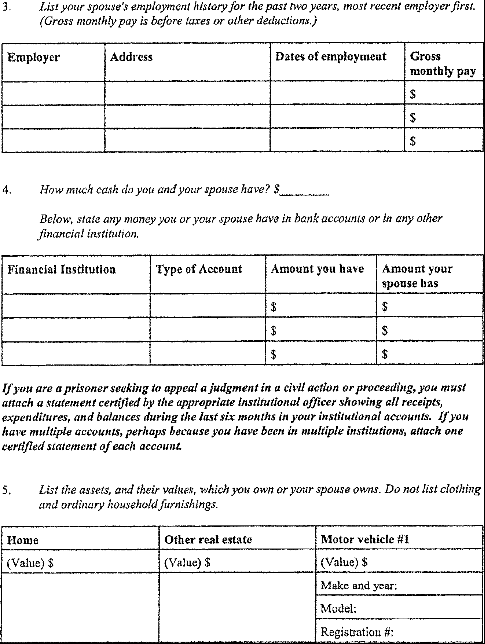 3. List your spouse's employment history for the past two years, most recent employer first.
(Gross monthly pay is before taxes or other deductions.)
Employer Address Dates of employment Gross
monthly pay
$
$
$
4. How much cash do you and your spouse have? $________
Below, state any money you or your spouse have in bank accounts or in any other
financial institution.
Financial Institution Type of Account Amount you have Amount your
spouse has
$ $
$ $
$ $
If you are a prisoner seeking to appeal a judgment in a civil action or proceeding, you must
attach a statement certified by the appropriate institutional officer showing all receipts,
expenditures, and balances during the last six months in your institutional accounts. If you
have multiple accounts, perhaps because you have been in multiple institutions, attach one
certified statement of each account.
5. List the assets, and their values, which you own or your spouse owns. Do not list clothing
and ordinary household furnishings.
Home Other real estate Motor vehicle #1
(Value) $ (Value) $ (Value) $
Make and year:
Model:
Registration #: